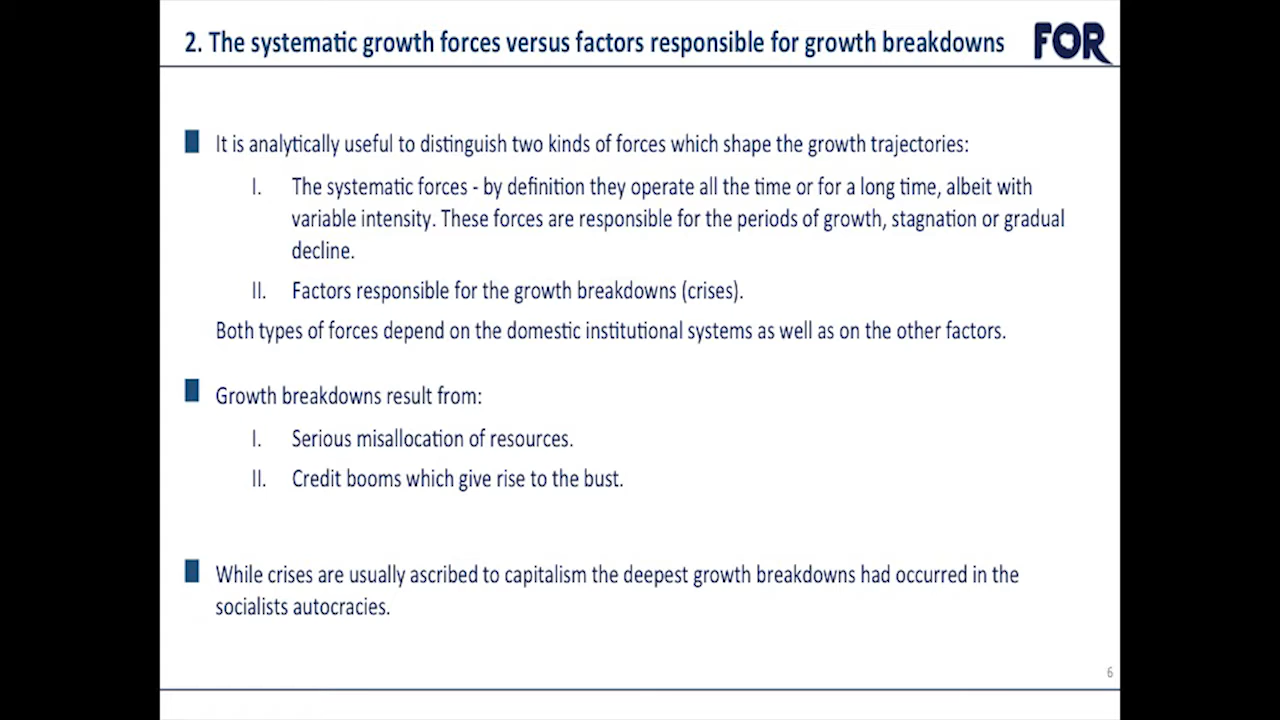 2. The systematic growth forces versus factors responsible for growth breakdowns
FOR
It is analytically useful to distinguish two kinds of forces which shape the growth trajectories:
I. The systematic forces - by definition they operate all the time or for a long time, albeit with
variable intensity. These forces are responsible for the periods of growth, stagnation or gradual
decline.
II. Factors responsible for the growth breakdowns (crises).
Both types of forces depend on the domestic institutional systems as well as on the other factors.
Growth breakdowns result from:
I. Serious misallocation of resources.
II. Credit booms which give rise to the bust.
While crises are usually ascribed to capitalism the deepest growth breakdowns had occurred in the
socialists autocracies.
6